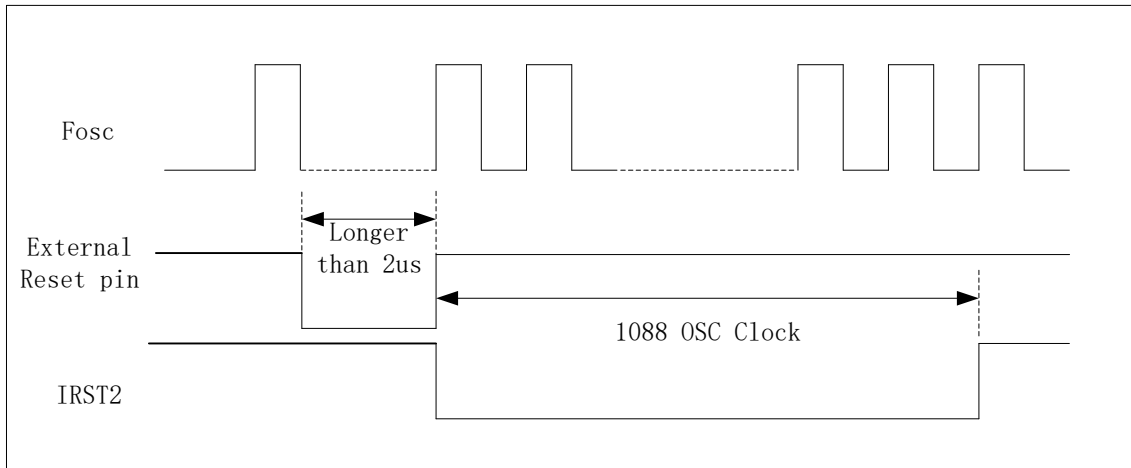 Fosc
External
Reset pin
Longer
than 2us
1088 OSC Clock
IRST2